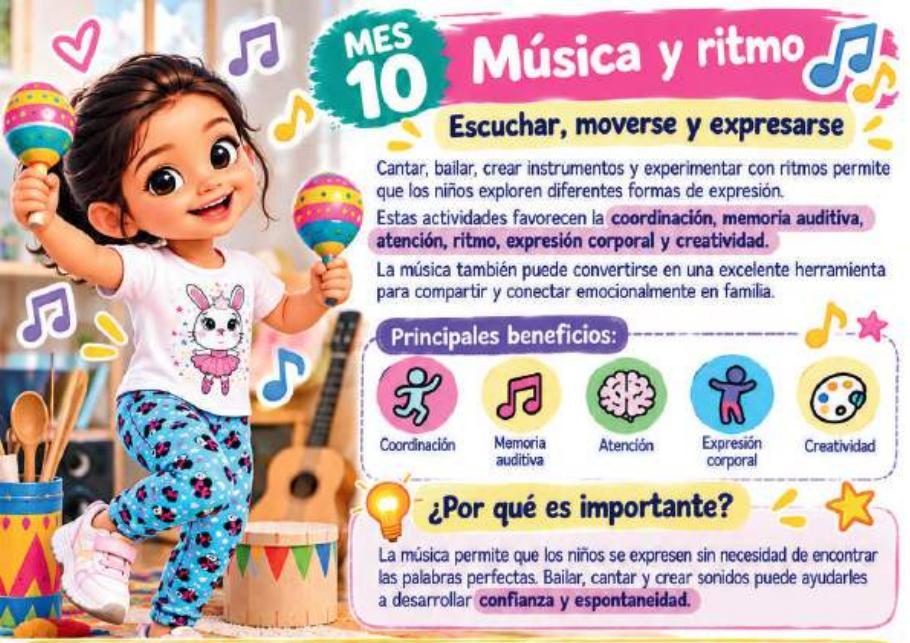 MES
10
Música y ritmo
Escuchar, moverse y expresarse
Cantar, bailar, crear instrumentos y experimentar con ritmos permite
que los niños exploren diferentes formas de expresión.
Estas actividades favorecen la coordinación, memoria auditiva,
atención, ritmo, expresión corporal y creatividad.
La música también puede convertirse en una excelente herramienta
para compartir y conectar emocionalmente en familia.
Principales beneficios:
Coordinación
Memoria
auditiva
Atención
Expresión
corporal
Creatividad
¿Por qué es importante?
La música permite que los niños se expresen sin necesidad de encontrar
las palabras perfectas. Bailar, cantar y crear sonidos puede ayudarles
a desarrollar confianza y espontaneidad.